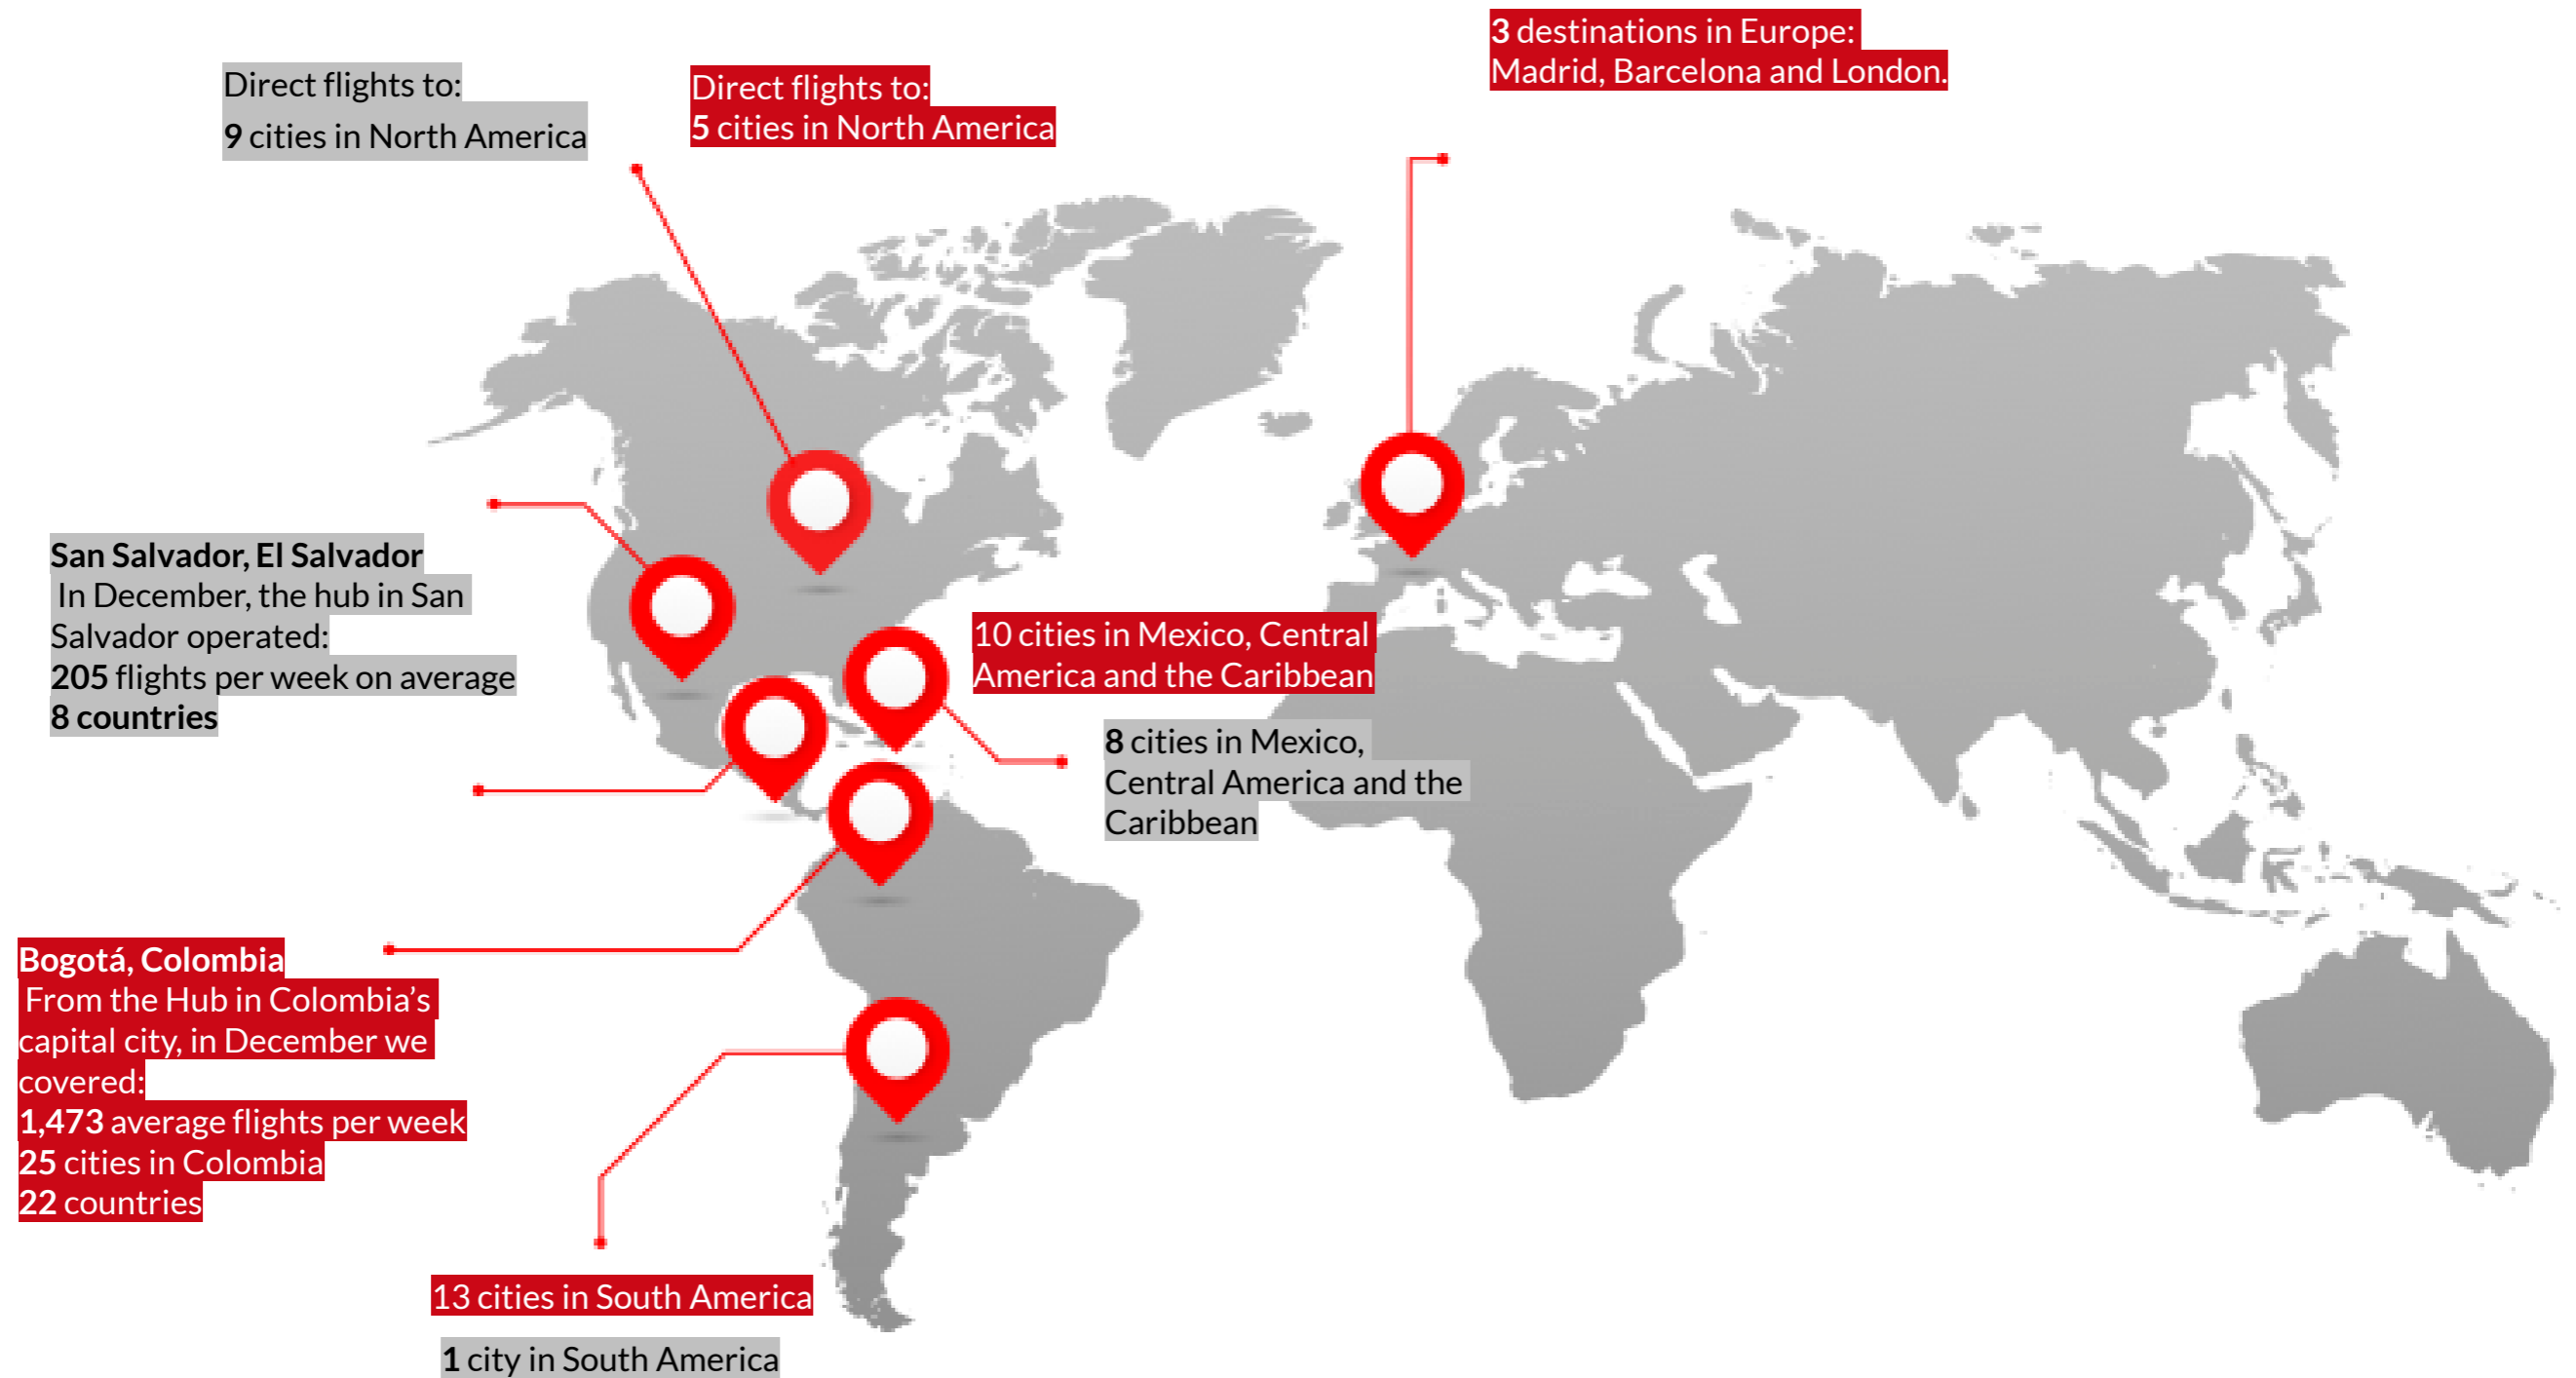 Direct flights to:
9 cities in North America
Direct flights to:
5 cities in North America
3 destinations in Europe:
Madrid, Barcelona and London.
San Salvador, El Salvador
In December, the hub in San
Salvador operated:
205 flights per week on average
8 countries
10 cities in Mexico, Central
America and the Caribbean
8 cities in Mexico,
Central America and the
Caribbean
Bogotá, Colombia
From the Hub in Colombia’s
capital city, in December we
covered:
1,473 average flights per week
25 cities in Colombia
22 countries
13 cities in South America
1 city in South America